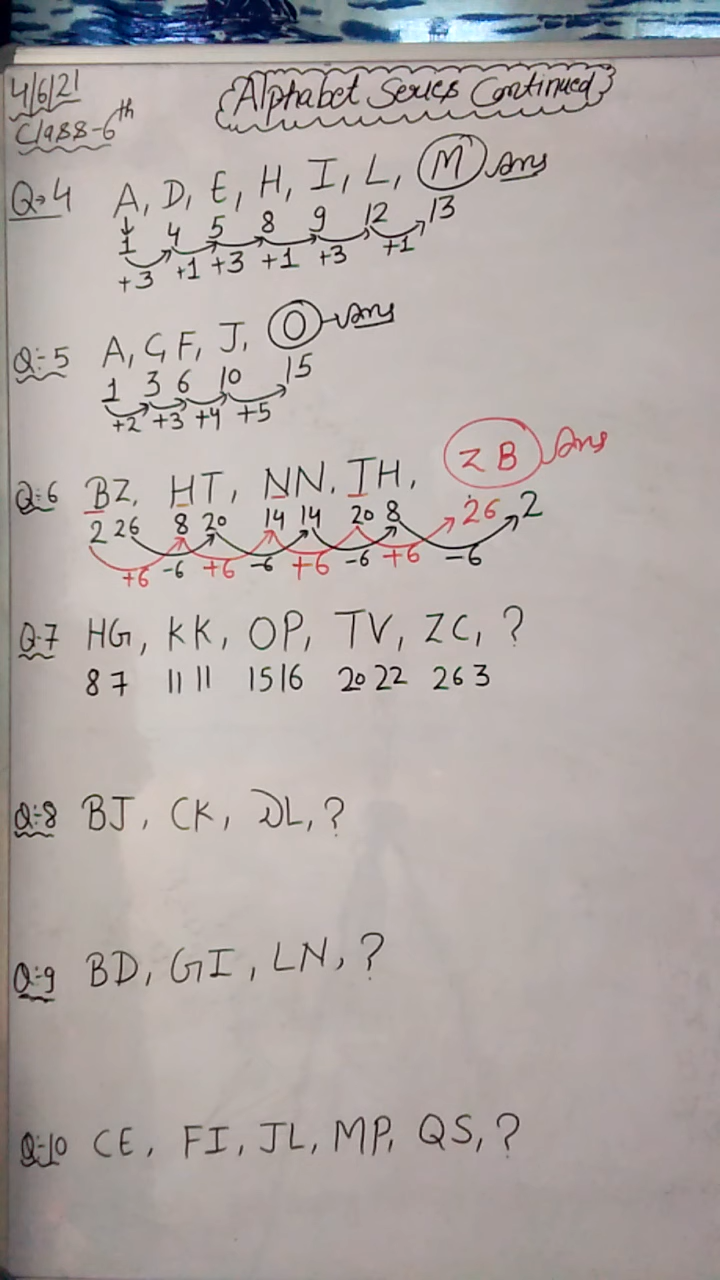 4/6/21
Class-6th
Alphabet Series Continued
Q→4 A, D, E, H, I, L, M Ans
1 4 5 8 9 12 13
+3 +1 +3 +1 +3 +1
Q:-5 A, C, F, J, O - Ans
1 3 6 10 15
+2 +3 +4 +5
Q:6 BZ, HT, NN, TH, ZB Ans
2 26 8 20 14 14 20 8 26 2
+6 -6 +6 -6 +6 -6 +6 -6
Q.7 HG, KK, OP, TV, ZC, ?
8 7 11 11 15 16 20 22 26 3
Q:-8 BJ, CK, DL, ?
Q:-9 BD, GI, LN, ?
Q:-10 CE, FI, JL, MP, QS, ?